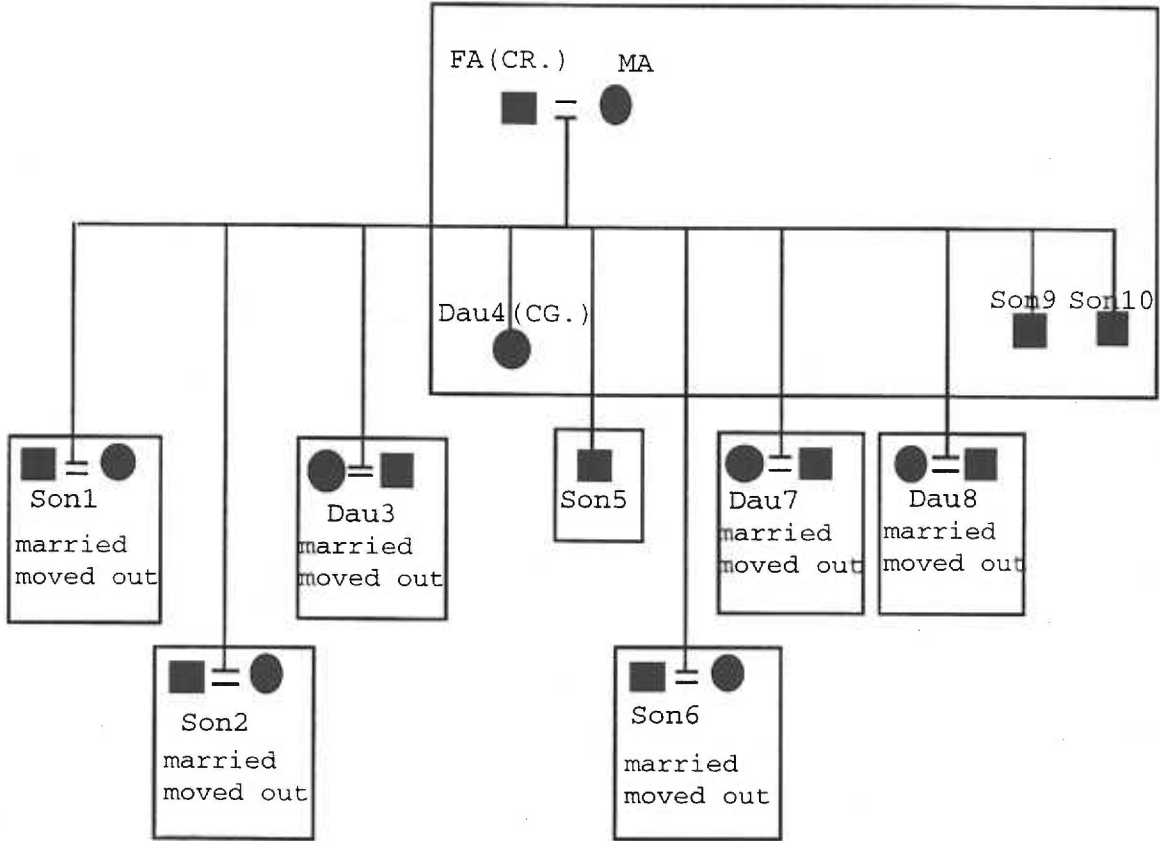 FA(CR.) MA
Dau4(CG.)
Son9 Son10
Son1
married
moved out
Dau3
married
moved out
Son5
Dau7
married
moved out
Dau8
married
moved out
Son2
married
moved out
Son6
married
moved out